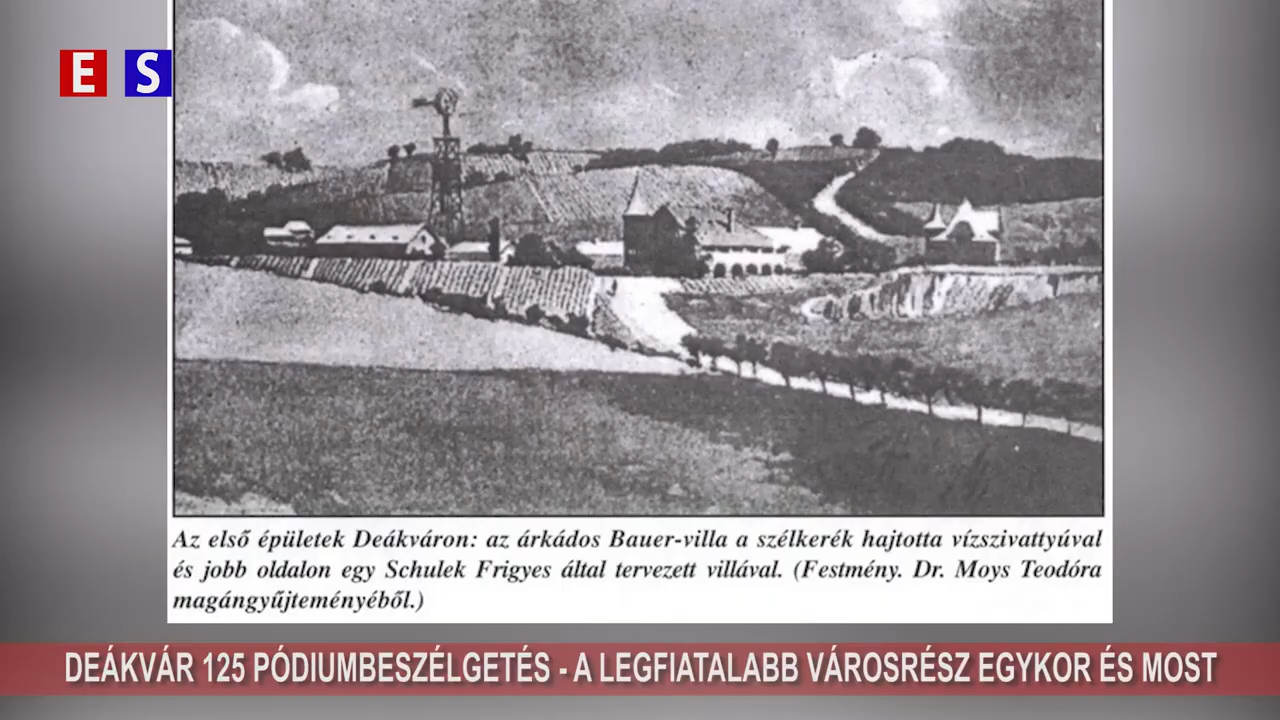 E S
Az első épületek Deákváron: az árkádos Bauer-villa a szélkerék hajtotta vízszivattyúval
és jobb oldalon egy Schulek Frigyes által tervezett villával. (Festmény. Dr. Moys Teodóra
magángyűjteményéből.)
DEÁKVÁR 125 PÓDIUMBESZÉLGETÉS - A LEGFIATALABB VÁROSRÉSZ EGYKOR ÉS MOST